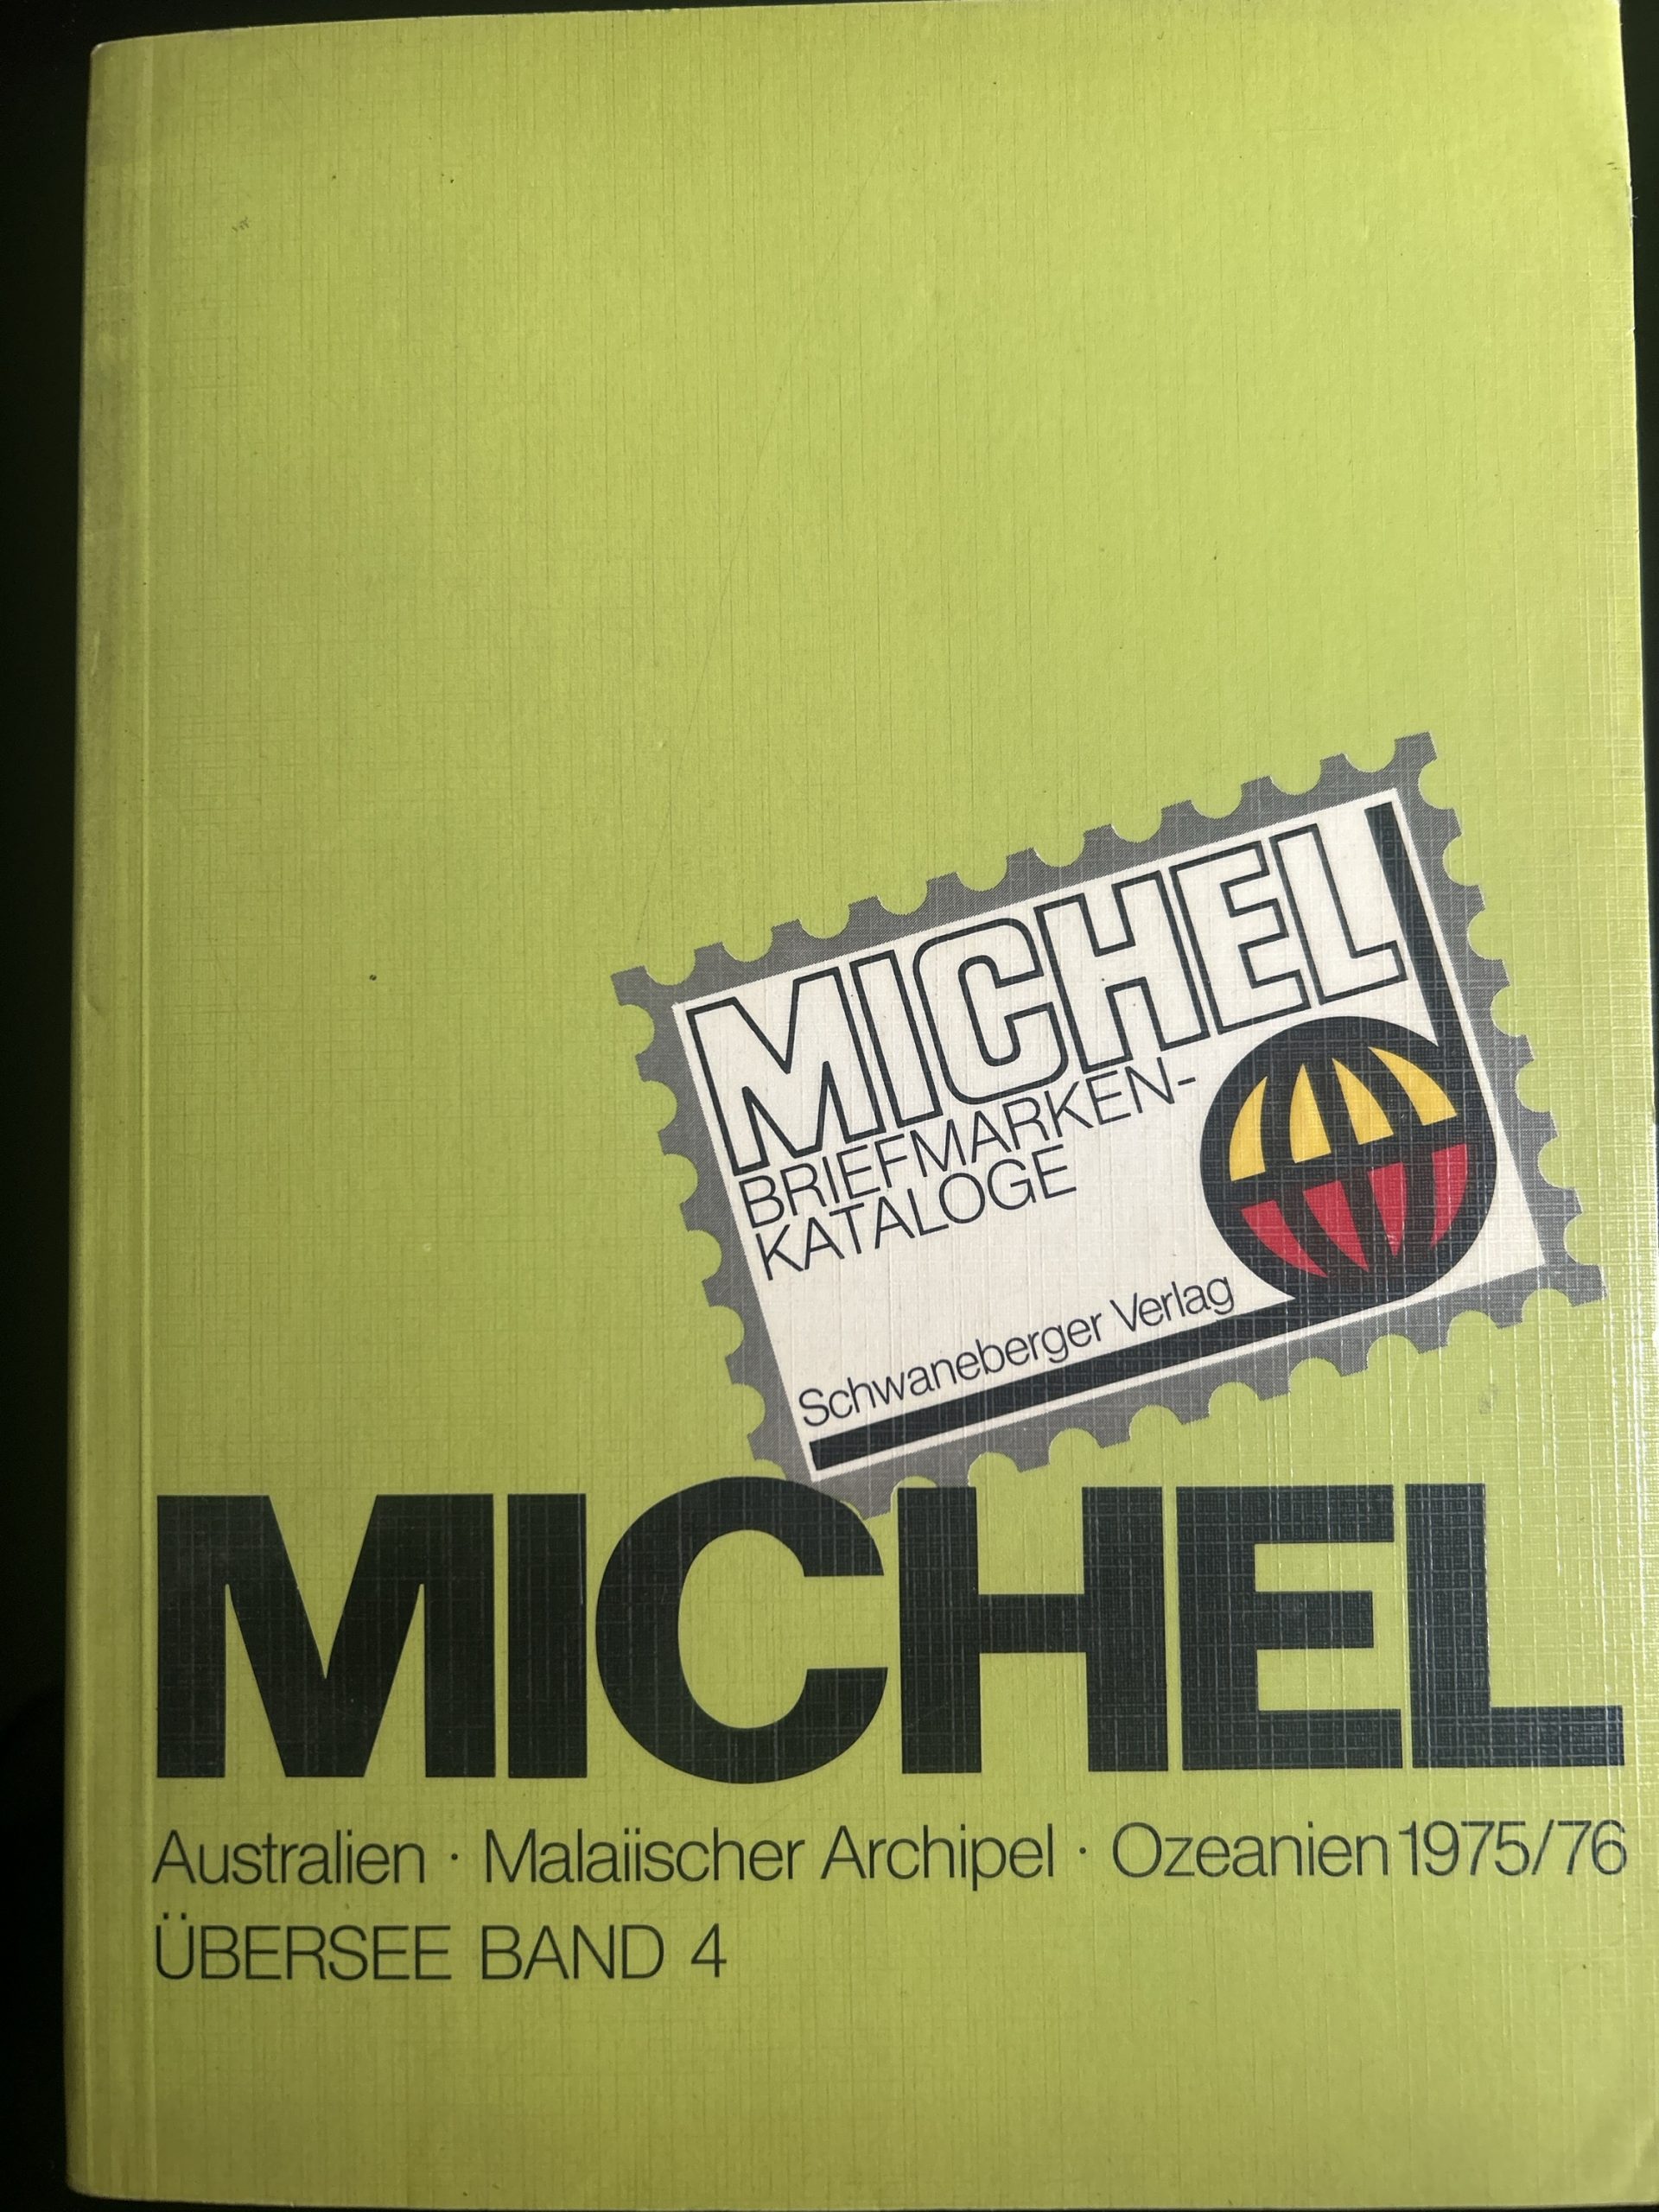 MICHEL
BRIEFMARKEN-
KATALOGE
Schwaneberger Verlag
MICHEL
Australien · Malaiischer Archipel · Ozeanien 1975/76
ÜBERSEE BAND 4